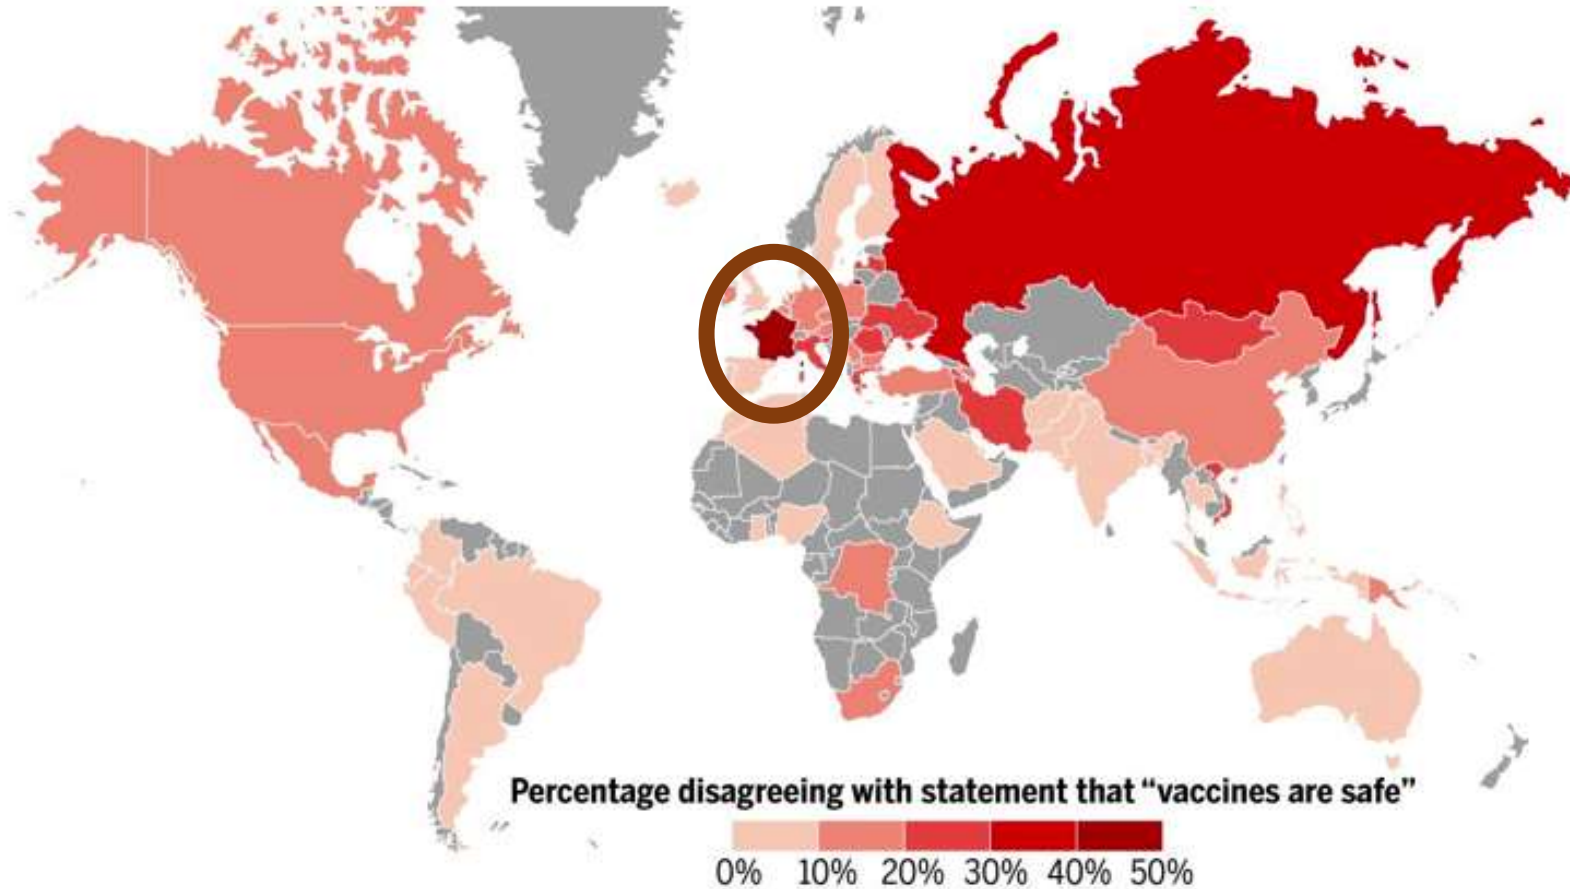 Percentage disagreeing with statement that “vaccines are safe”
0% 10% 20% 30% 40% 50%